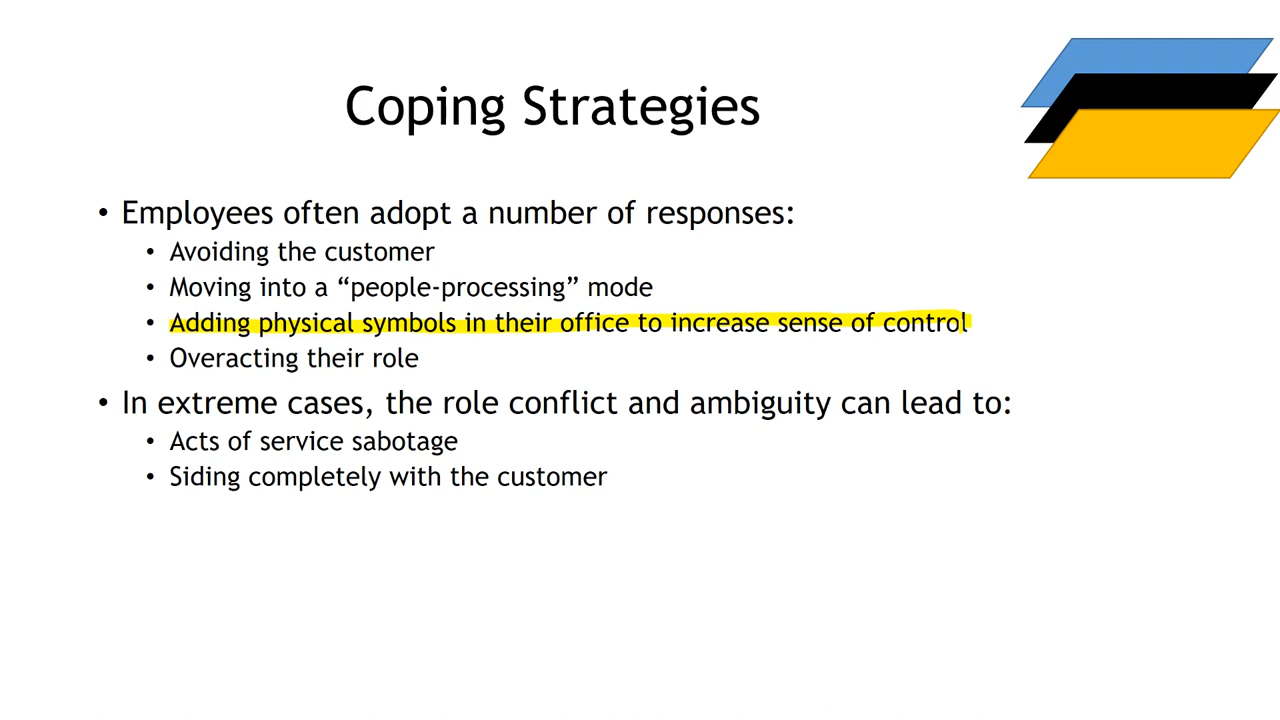 Coping Strategies
• Employees often adopt a number of responses:
• Avoiding the customer
• Moving into a “people-processing” mode
• Adding physical symbols in their office to increase sense of control
• Overacting their role
• In extreme cases, the role conflict and ambiguity can lead to:
• Acts of service sabotage
• Siding completely with the customer